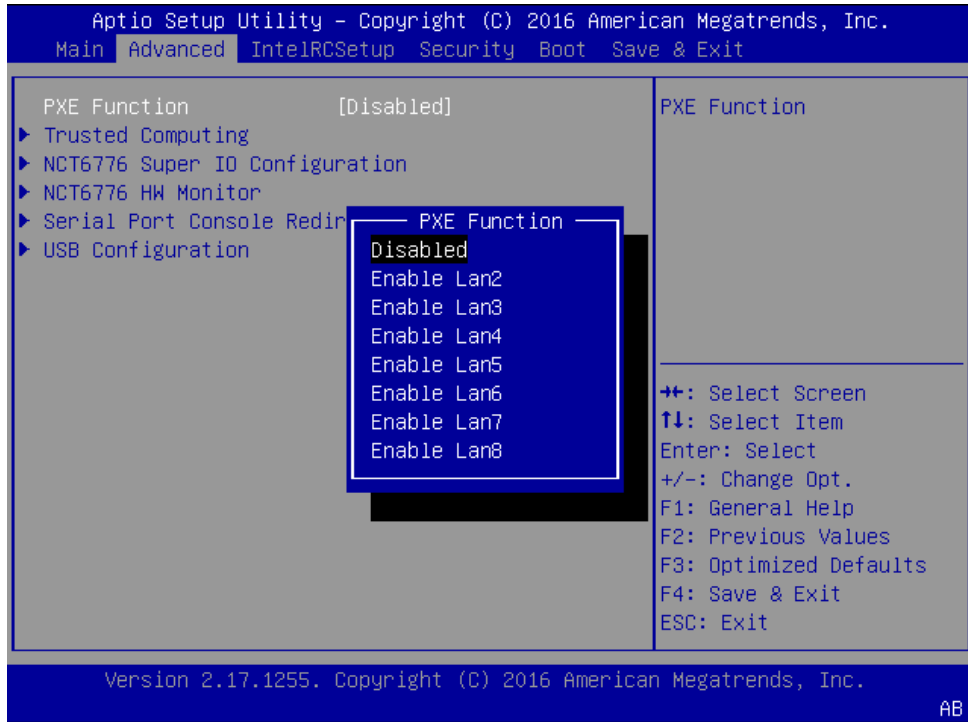 Aptio Setup Utility – Copyright (C) 2016 American Megatrends, Inc.
Main Advanced IntelRCSetup Security Boot Save & Exit
PXE Function [Disabled]
Trusted Computing
NCT6776 Super IO Configuration
NCT6776 HW Monitor
Serial Port Console Redir
USB Configuration
PXE Function
Disabled
Enable Lan2
Enable Lan3
Enable Lan4
Enable Lan5
Enable Lan6
Enable Lan7
Enable Lan8
PXE Function
→←: Select Screen
↑↓: Select Item
Enter: Select
+/-: Change Opt.
F1: General Help
F2: Previous Values
F3: Optimized Defaults
F4: Save & Exit
ESC: Exit
Version 2.17.1255. Copyright (C) 2016 American Megatrends, Inc.
AB